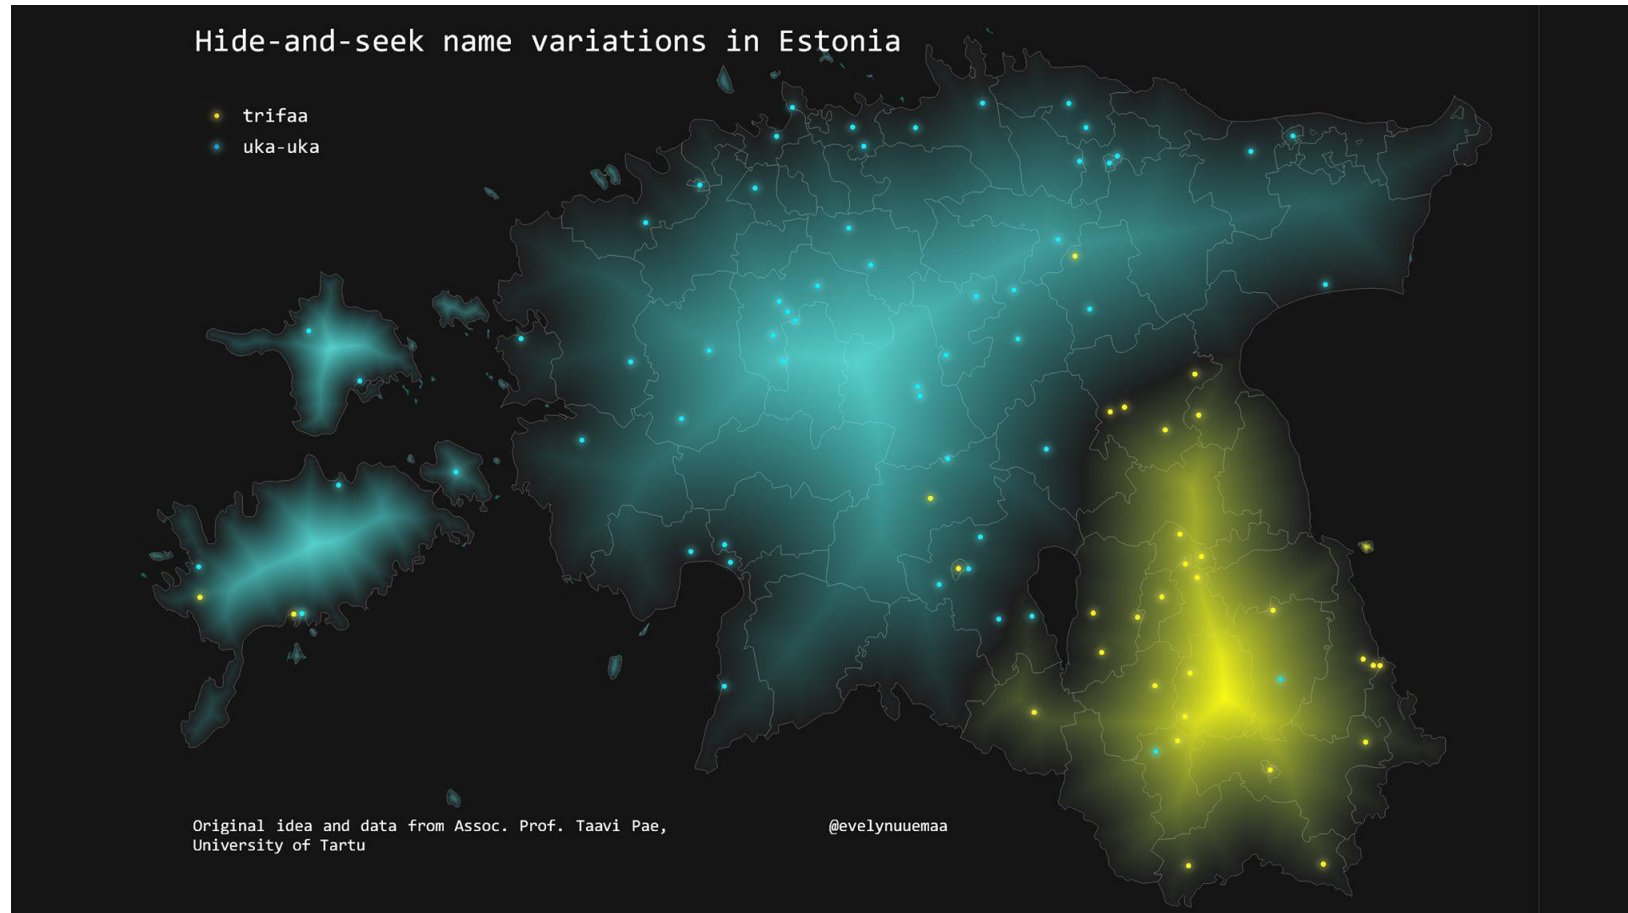 Hide-and-seek name variations in Estonia
trifaa
uka-uka
Original idea and data from Assoc. Prof. Taavi Pae,
University of Tartu
@evelynuuemaa